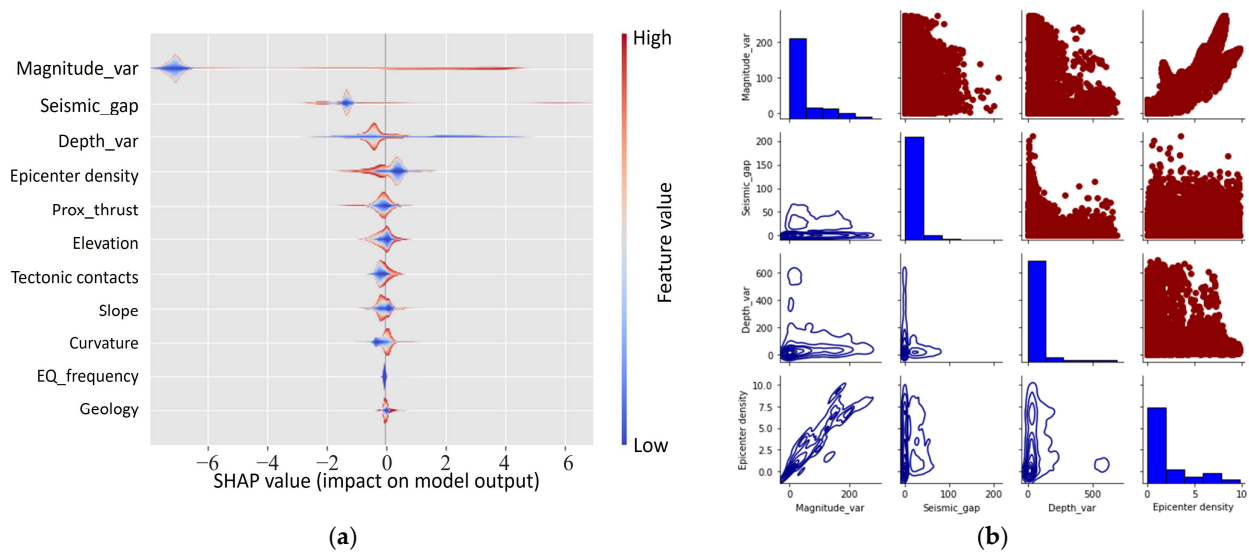 Magnitude_var
Seismic_gap
Depth_var
Epicenter density
Prox_thrust
Elevation
Tectonic contacts
Slope
Curvature
EQ_frequency
Geology
−6 −4 −2 0 2 4 6
SHAP value (impact on model output)
High
Feature value
Low
(a)
Magnitude_var
200
100
0
Seismic_gap
200
150
100
50
0
Depth_var
600
400
200
0
Epicenter density
10.0
7.5
5.0
2.5
0.0
0 200
Magnitude_var
0 100 200
Seismic_gap
0 500
Depth_var
0 5 10
Epicenter density
(b)